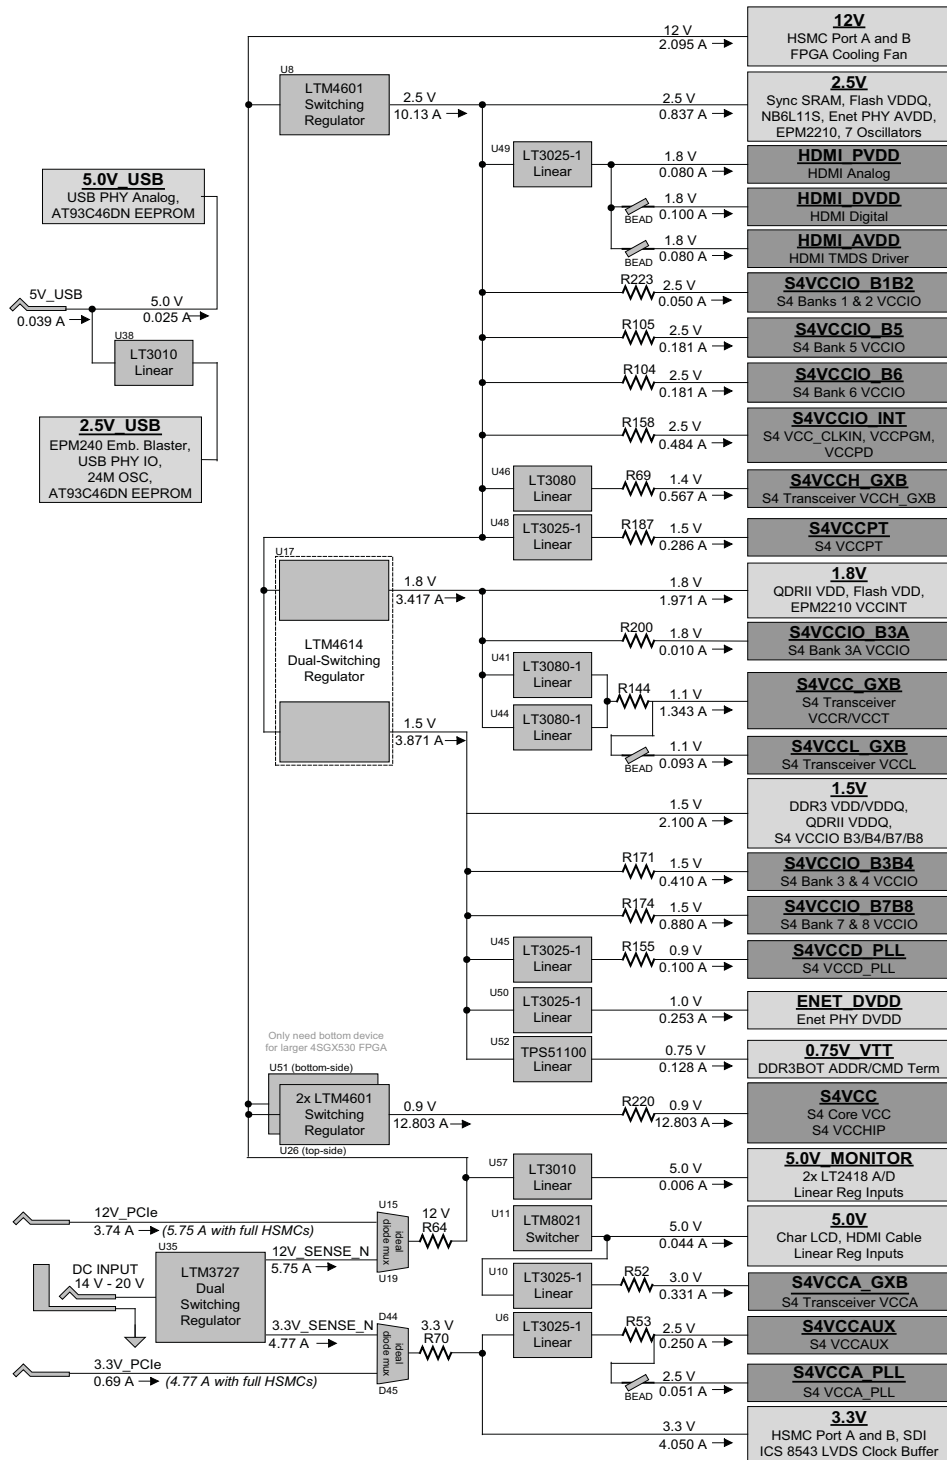 12 V
2.095 A
12V
HSMC Port A and B
FPGA Cooling Fan
U8
LTM4601
Switching
Regulator
2.5 V
10.13 A
2.5 V
0.837 A
2.5V
Sync SRAM, Flash VDDQ,
NB6L11S, Enet PHY AVDD,
EPM2210, 7 Oscillators
U49
LT3025-1
Linear
1.8 V
0.080 A
HDMI_PVDD
HDMI Analog
BEAD
1.8 V
0.100 A
HDMI_DVDD
HDMI Digital
BEAD
1.8 V
0.080 A
HDMI_AVDD
HDMI TMDS Driver
5.0V_USB
USB PHY Analog,
AT93C46DN EEPROM
5V_USB
0.039 A
5.0 V
0.025 A
U38
LT3010
Linear
2.5V_USB
EPM240 Emb. Blaster,
USB PHY IO,
24M OSC,
AT93C46DN EEPROM
R223
2.5 V
0.050 A
S4VCCIO_B1B2
S4 Banks 1 & 2 VCCIO
R105
2.5 V
0.181 A
S4VCCIO_B5
S4 Bank 5 VCCIO
R104
2.5 V
0.181 A
S4VCCIO_B6
S4 Bank 6 VCCIO
R158
2.5 V
0.484 A
S4VCCIO_INT
S4 VCC_CLKIN, VCCPGM,
VCCPD
U46
LT3080
Linear
R69
1.4 V
0.567 A
S4VCCH_GXB
S4 Transceiver VCCH_GXB
U48
LT3025-1
Linear
R187
1.5 V
0.286 A
S4VCCPT
S4 VCCPT
U17
LTM4614
Dual-Switching
Regulator
1.8 V
3.417 A
1.8 V
1.971 A
1.8V
QDRII VDD, Flash VDD,
EPM2210 VCCINT
R200
1.8 V
0.010 A
S4VCCIO_B3A
S4 Bank 3A VCCIO
U41
LT3080-1
Linear
U44
LT3080-1
Linear
R144
1.1 V
1.343 A
S4VCC_GXB
S4 Transceiver
VCCR/VCCT
BEAD
1.1 V
0.093 A
S4VCCL_GXB
S4 Transceiver VCCL
1.5 V
3.871 A
1.5 V
2.100 A
1.5V
DDR3 VDD/VDDQ,
QDRII VDDQ,
S4 VCCIO B3/B4/B7/B8
R171
1.5 V
0.410 A
S4VCCIO_B3B4
S4 Bank 3 & 4 VCCIO
R174
1.5 V
0.880 A
S4VCCIO_B7B8
S4 Bank 7 & 8 VCCIO
U45
LT3025-1
Linear
R155
0.9 V
0.100 A
S4VCCD_PLL
S4 VCCD_PLL
U50
LT3025-1
Linear
1.0 V
0.253 A
ENET_DVDD
Enet PHY DVDD
U52
TPS51100
Linear
0.75 V
0.128 A
0.75V_VTT
DDR3BOT ADDR/CMD Term
Only need bottom device
for larger 4SGX530 FPGA
U51 (bottom-side)
2x LTM4601
Switching
Regulator
U26 (top-side)
0.9 V
12.803 A
R220
0.9 V
12.803 A
S4VCC
S4 Core VCC
S4 VCCHIP
U57
LT3010
Linear
5.0 V
0.006 A
5.0V_MONITOR
2x LT2418 A/D
Linear Reg Inputs
U11
LTM8021
Switcher
5.0 V
0.044 A
5.0V
Char LCD, HDMI Cable
Linear Reg Inputs
12V_PCIe
3.74 A
(5.75 A with full HSMCs)
DC INPUT
14 V - 20 V
U35
LTM3727
Dual
Switching
Regulator
12V_SENSE_N
5.75 A
U15
ideal
diode mux
U19
12 V
R64
U10
LT3025-1
Linear
R52
3.0 V
0.331 A
S4VCCA_GXB
S4 Transceiver VCCA
3.3V_SENSE_N
4.77 A
D44
ideal
diode mux
D45
3.3 V
R70
3.3V_PCIe
0.69 A
(4.77 A with full HSMCs)
U6
LT3025-1
Linear
R53
2.5 V
0.250 A
S4VCCAUX
S4 VCCAUX
BEAD
2.5 V
0.051 A
S4VCCA_PLL
S4 VCCA_PLL
3.3 V
4.050 A
3.3V
HSMC Port A and B, SDI
ICS 8543 LVDS Clock Buffer